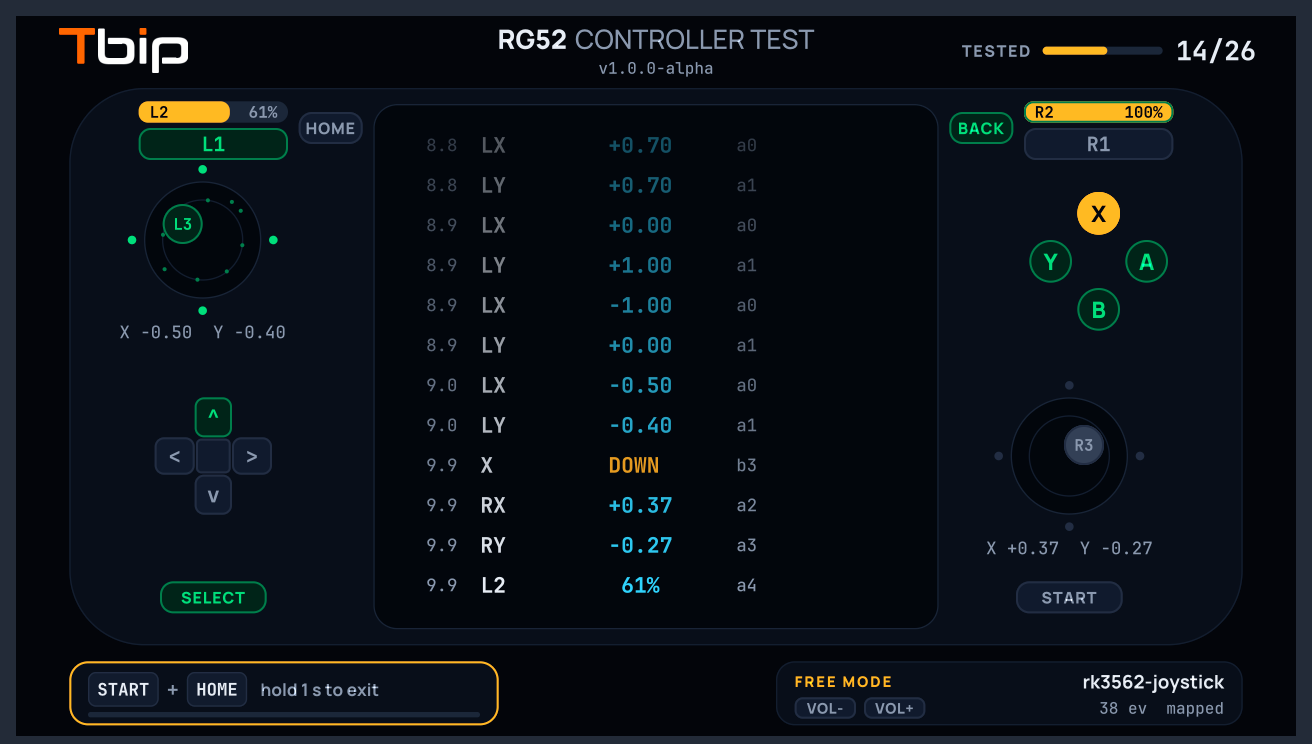 Tbip
RG52 CONTROLLER TEST
v1.0.0-alpha
TESTED 14/26
L2 61%
L1
HOME
L3
X -0.50 Y -0.40
^
< >
v
SELECT
8.8 LX +0.70 a0
8.8 LY +0.70 a1
8.9 LX +0.00 a0
8.9 LY +1.00 a1
8.9 LX -1.00 a0
8.9 LY +0.00 a1
9.0 LX -0.50 a0
9.0 LY -0.40 a1
9.9 X DOWN b3
9.9 RX +0.37 a2
9.9 RY -0.27 a3
9.9 L2 61% a4
BACK
R2 100%
R1
X
Y A
B
R3
X +0.37 Y -0.27
START
START + HOME hold 1 s to exit
FREE MODE
VOL- VOL+
rk3562-joystick
38 ev mapped